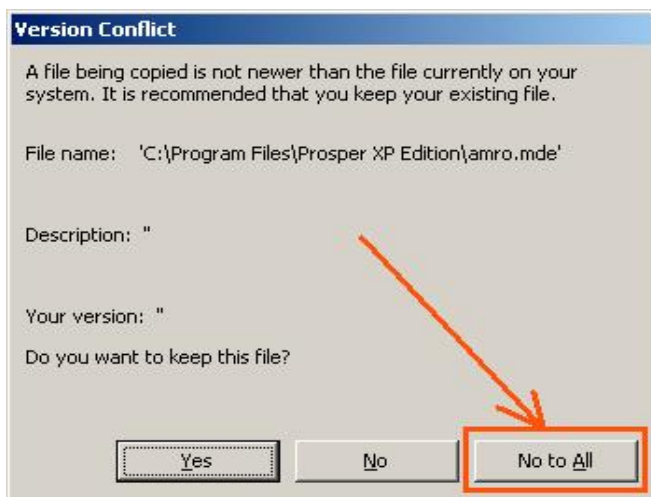 Version Conflict
A file being copied is not newer than the file currently on your
system. It is recommended that you keep your existing file.
File name: 'C:\Program Files\Prosper XP Edition\amro.mde'
Description: "
Your version: "
Do you want to keep this file?
Yes No No to All